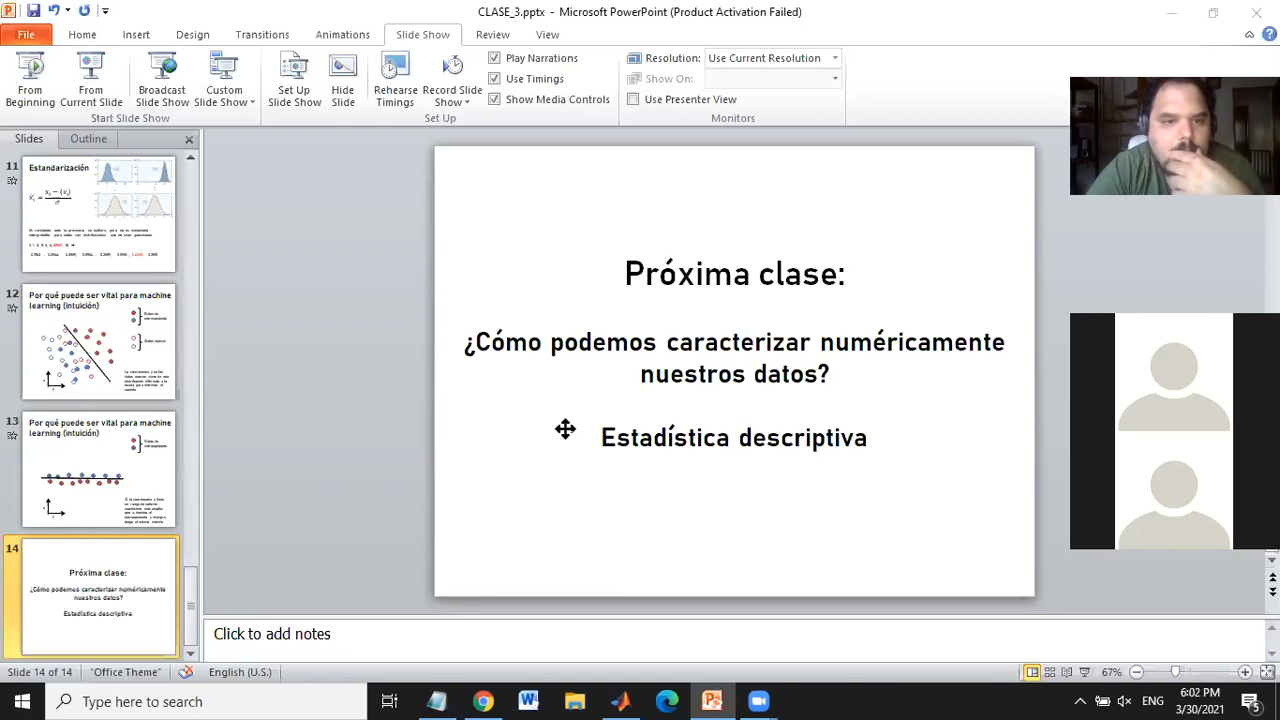 CLASE_3.pptx - Microsoft PowerPoint (Product Activation Failed)
File Home Insert Design Transitions Animations Slide Show Review View
From Beginning
From Current Slide
Broadcast Slide Show
Custom Slide Show
Start Slide Show
Set Up Slide Show
Hide Slide
Rehearse Timings
Record Slide Show
Play Narrations
Use Timings
Show Media Controls
Set Up
Resolution: Use Current Resolution
Show On:
Use Presenter View
Monitors
Slides Outline
11
Estandarización
12
Por qué puede ser vital para machine
learning (intuición)
13
Por qué puede ser vital para machine
learning (intuición)
14
Próxima clase:
¿Cómo podemos caracterizar numéricamente
nuestros datos?
Estadística descriptiva
Próxima clase:
¿Cómo podemos caracterizar numéricamente
nuestros datos?
Estadística descriptiva
Click to add notes
Slide 14 of 14 "Office Theme" English (U.S.) 67%
Type here to search
ENG
6:02 PM
3/30/2021
5